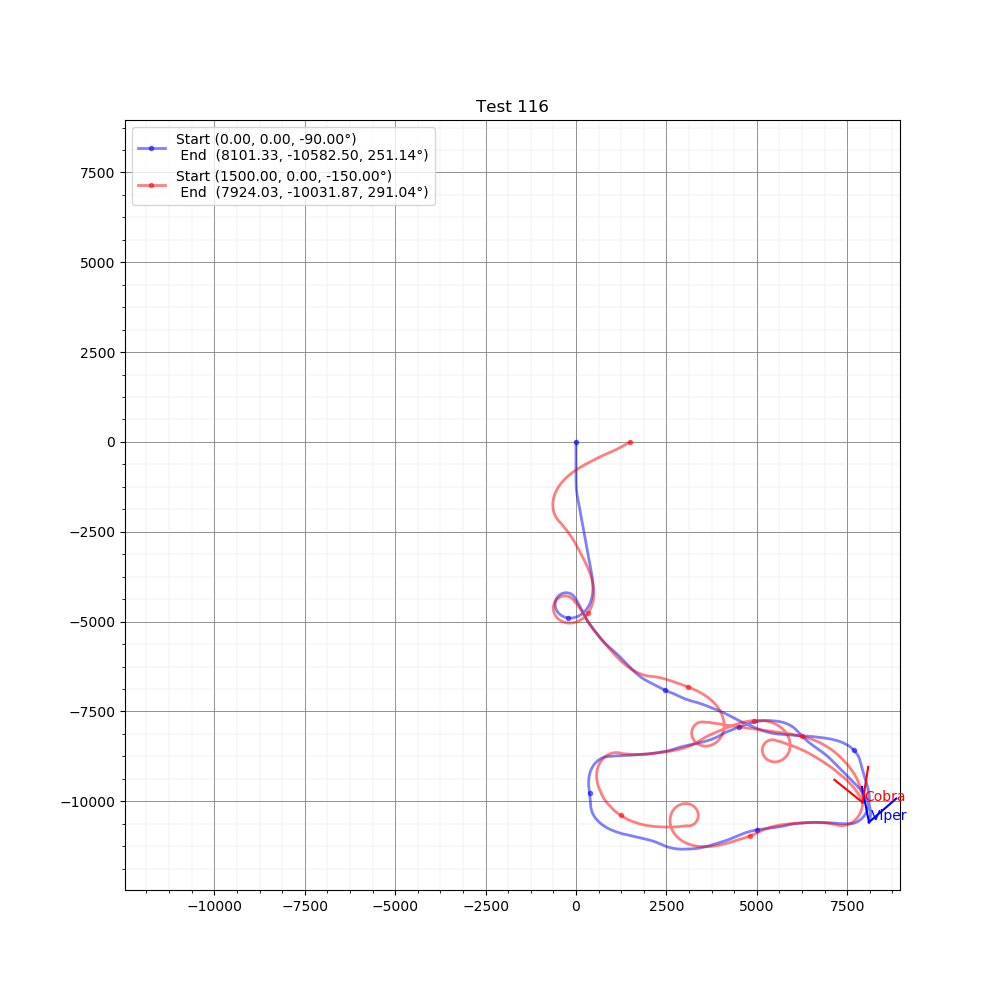 Test 116
Start (0.00, 0.00, -90.00°)
End  (8101.33, -10582.50, 251.14°)
Start (1500.00, 0.00, -150.00°)
End  (7924.03, -10031.87, 291.04°)
7500
5000
2500
0
−2500
−5000
−7500
−10000
Cobra
Viper
−10000 −7500 −5000 −2500 0 2500 5000 7500